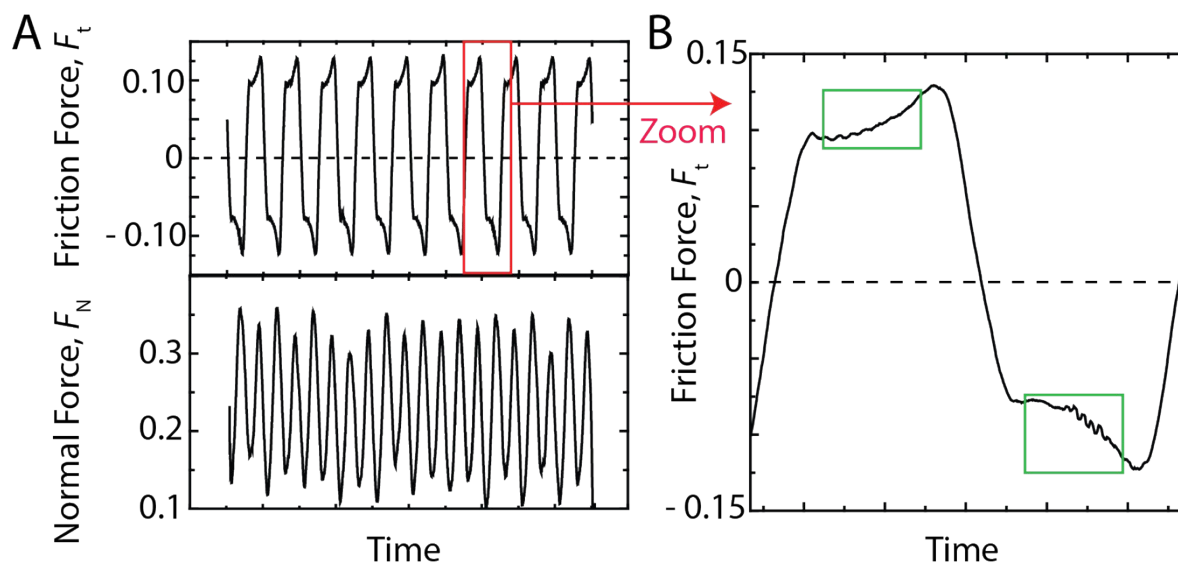 A
Friction Force, Fₜ
0.10
0
- 0.10
Normal Force, F_N
0.3
0.2
0.1
Time
Zoom
B
Friction Force, Fₜ
0.15
0
- 0.15
Time